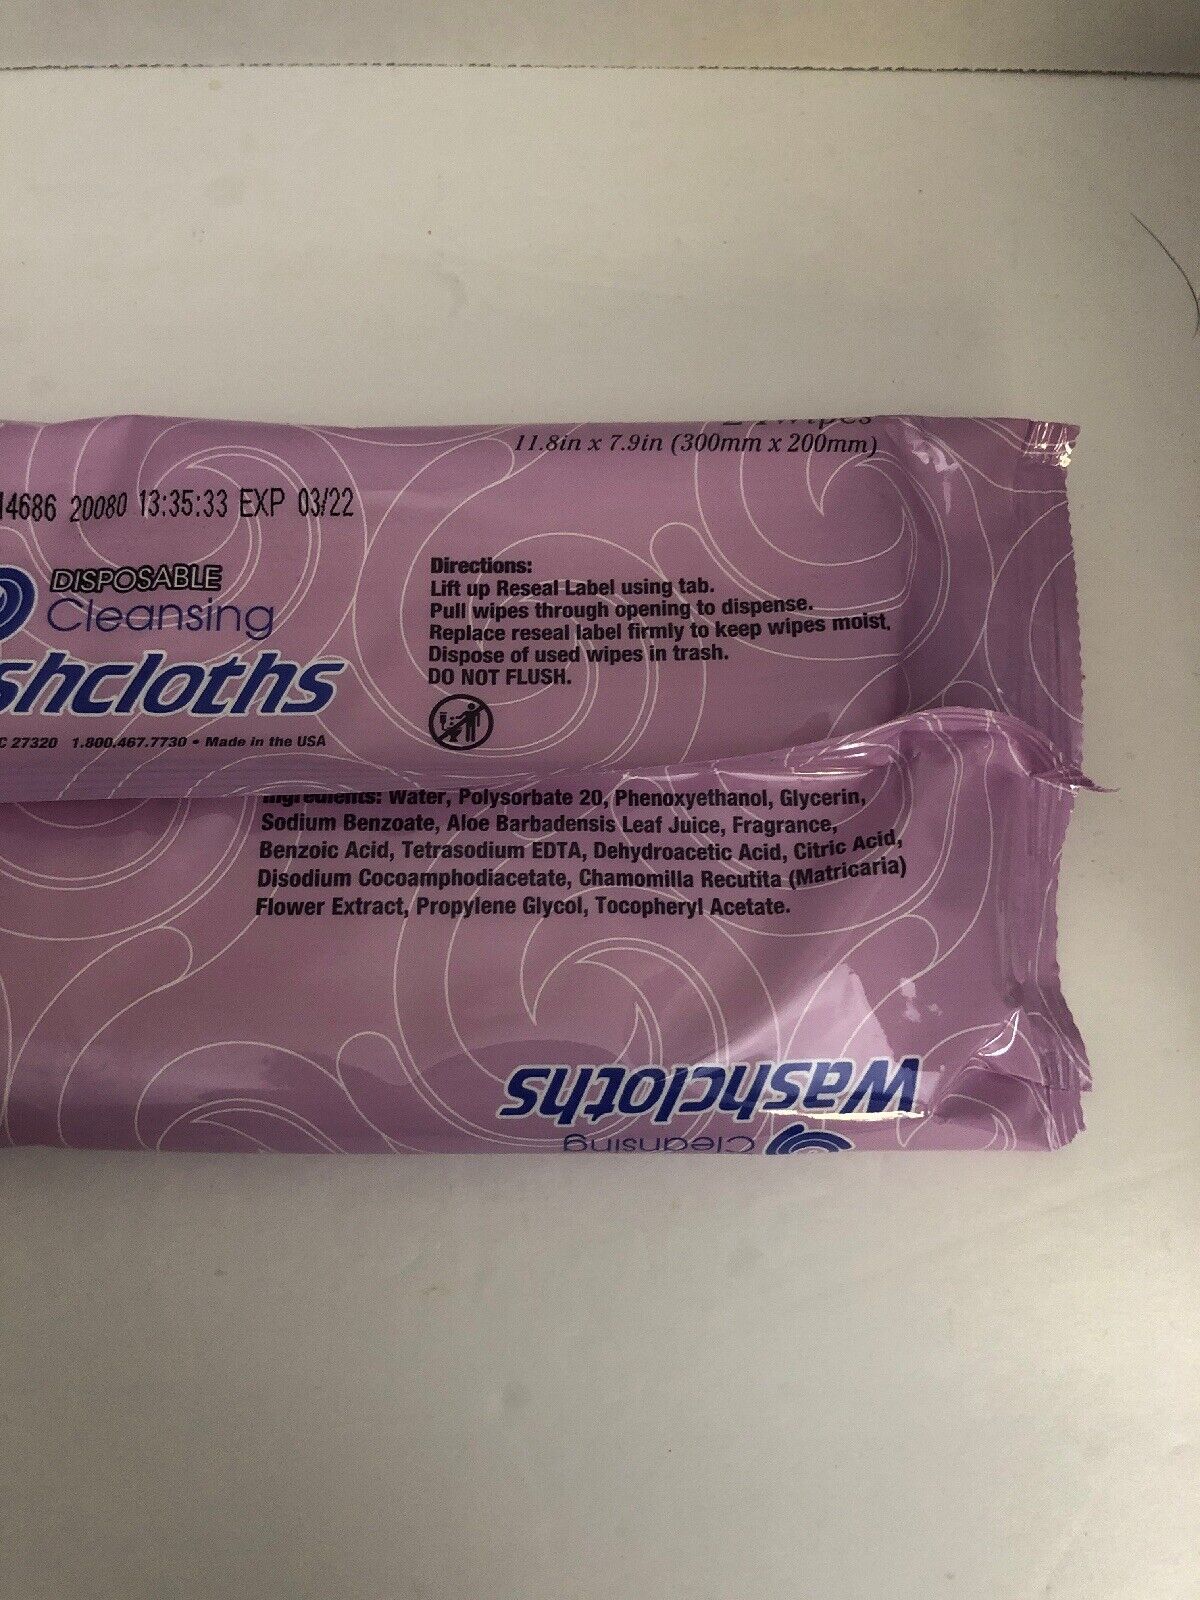 11.8in x 7.9in (300mm x 200mm)
14686 20080 13:35:33 EXP 03/22
DISPOSABLE
Cleansing
shcloths
C 27320 1.800.467.7730 • Made in the USA
Directions:
Lift up Reseal Label using tab.
Pull wipes through opening to dispense.
Replace reseal label firmly to keep wipes moist.
Dispose of used wipes in trash.
DO NOT FLUSH.
Ingredients: Water, Polysorbate 20, Phenoxyethanol, Glycerin,
Sodium Benzoate, Aloe Barbadensis Leaf Juice, Fragrance,
Benzoic Acid, Tetrasodium EDTA, Dehydroacetic Acid, Citric Acid,
Disodium Cocoamphodiacetate, Chamomilla Recutita (Matricaria)
Flower Extract, Propylene Glycol, Tocopheryl Acetate.
Cleansing
Washcloths